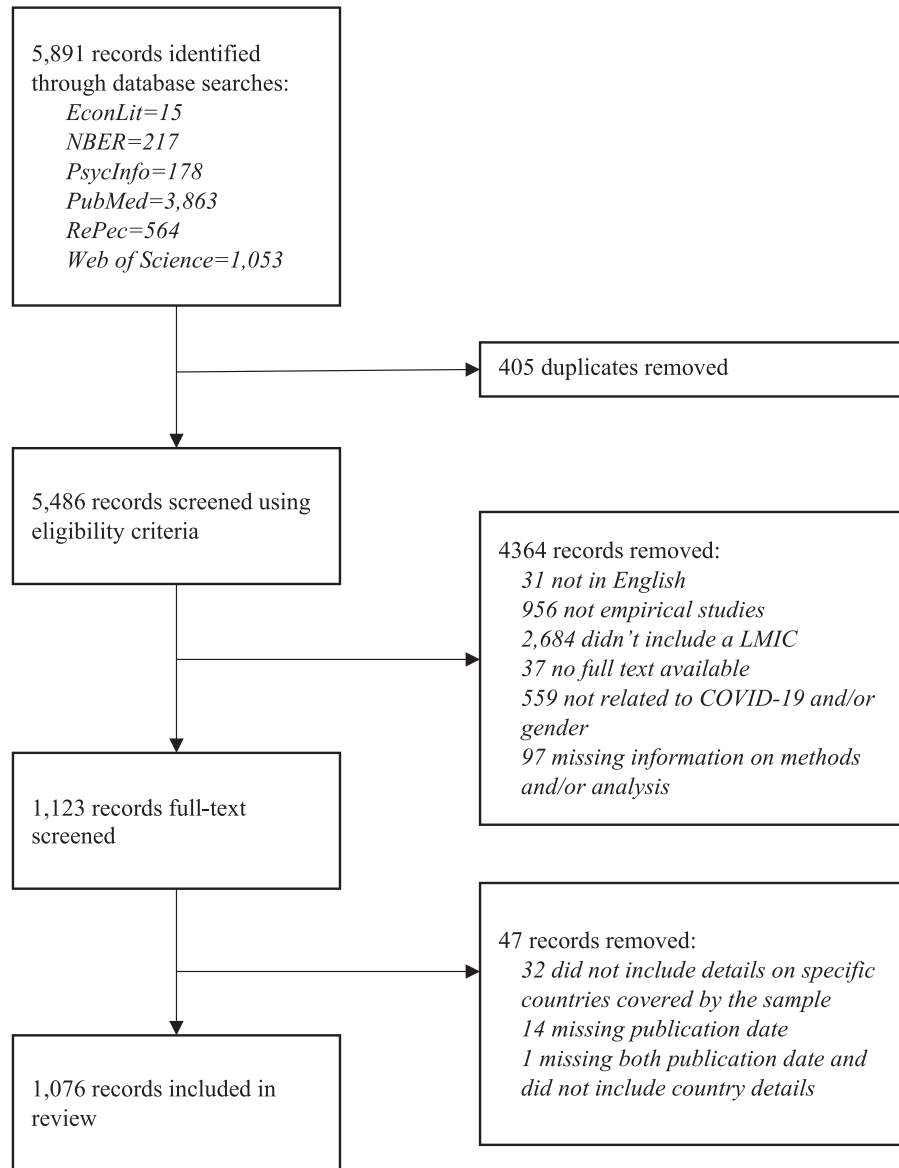 5,891 records identified
through database searches:
EconLit=15
NBER=217
PsycInfo=178
PubMed=3,863
RePec=564
Web of Science=1,053
405 duplicates removed
5,486 records screened using
eligibility criteria
4364 records removed:
31 not in English
956 not empirical studies
2,684 didn’t include a LMIC
37 no full text available
559 not related to COVID-19 and/or
gender
97 missing information on methods
and/or analysis
1,123 records full-text
screened
47 records removed:
32 did not include details on specific
countries covered by the sample
14 missing publication date
1 missing both publication date and
did not include country details
1,076 records included in
review